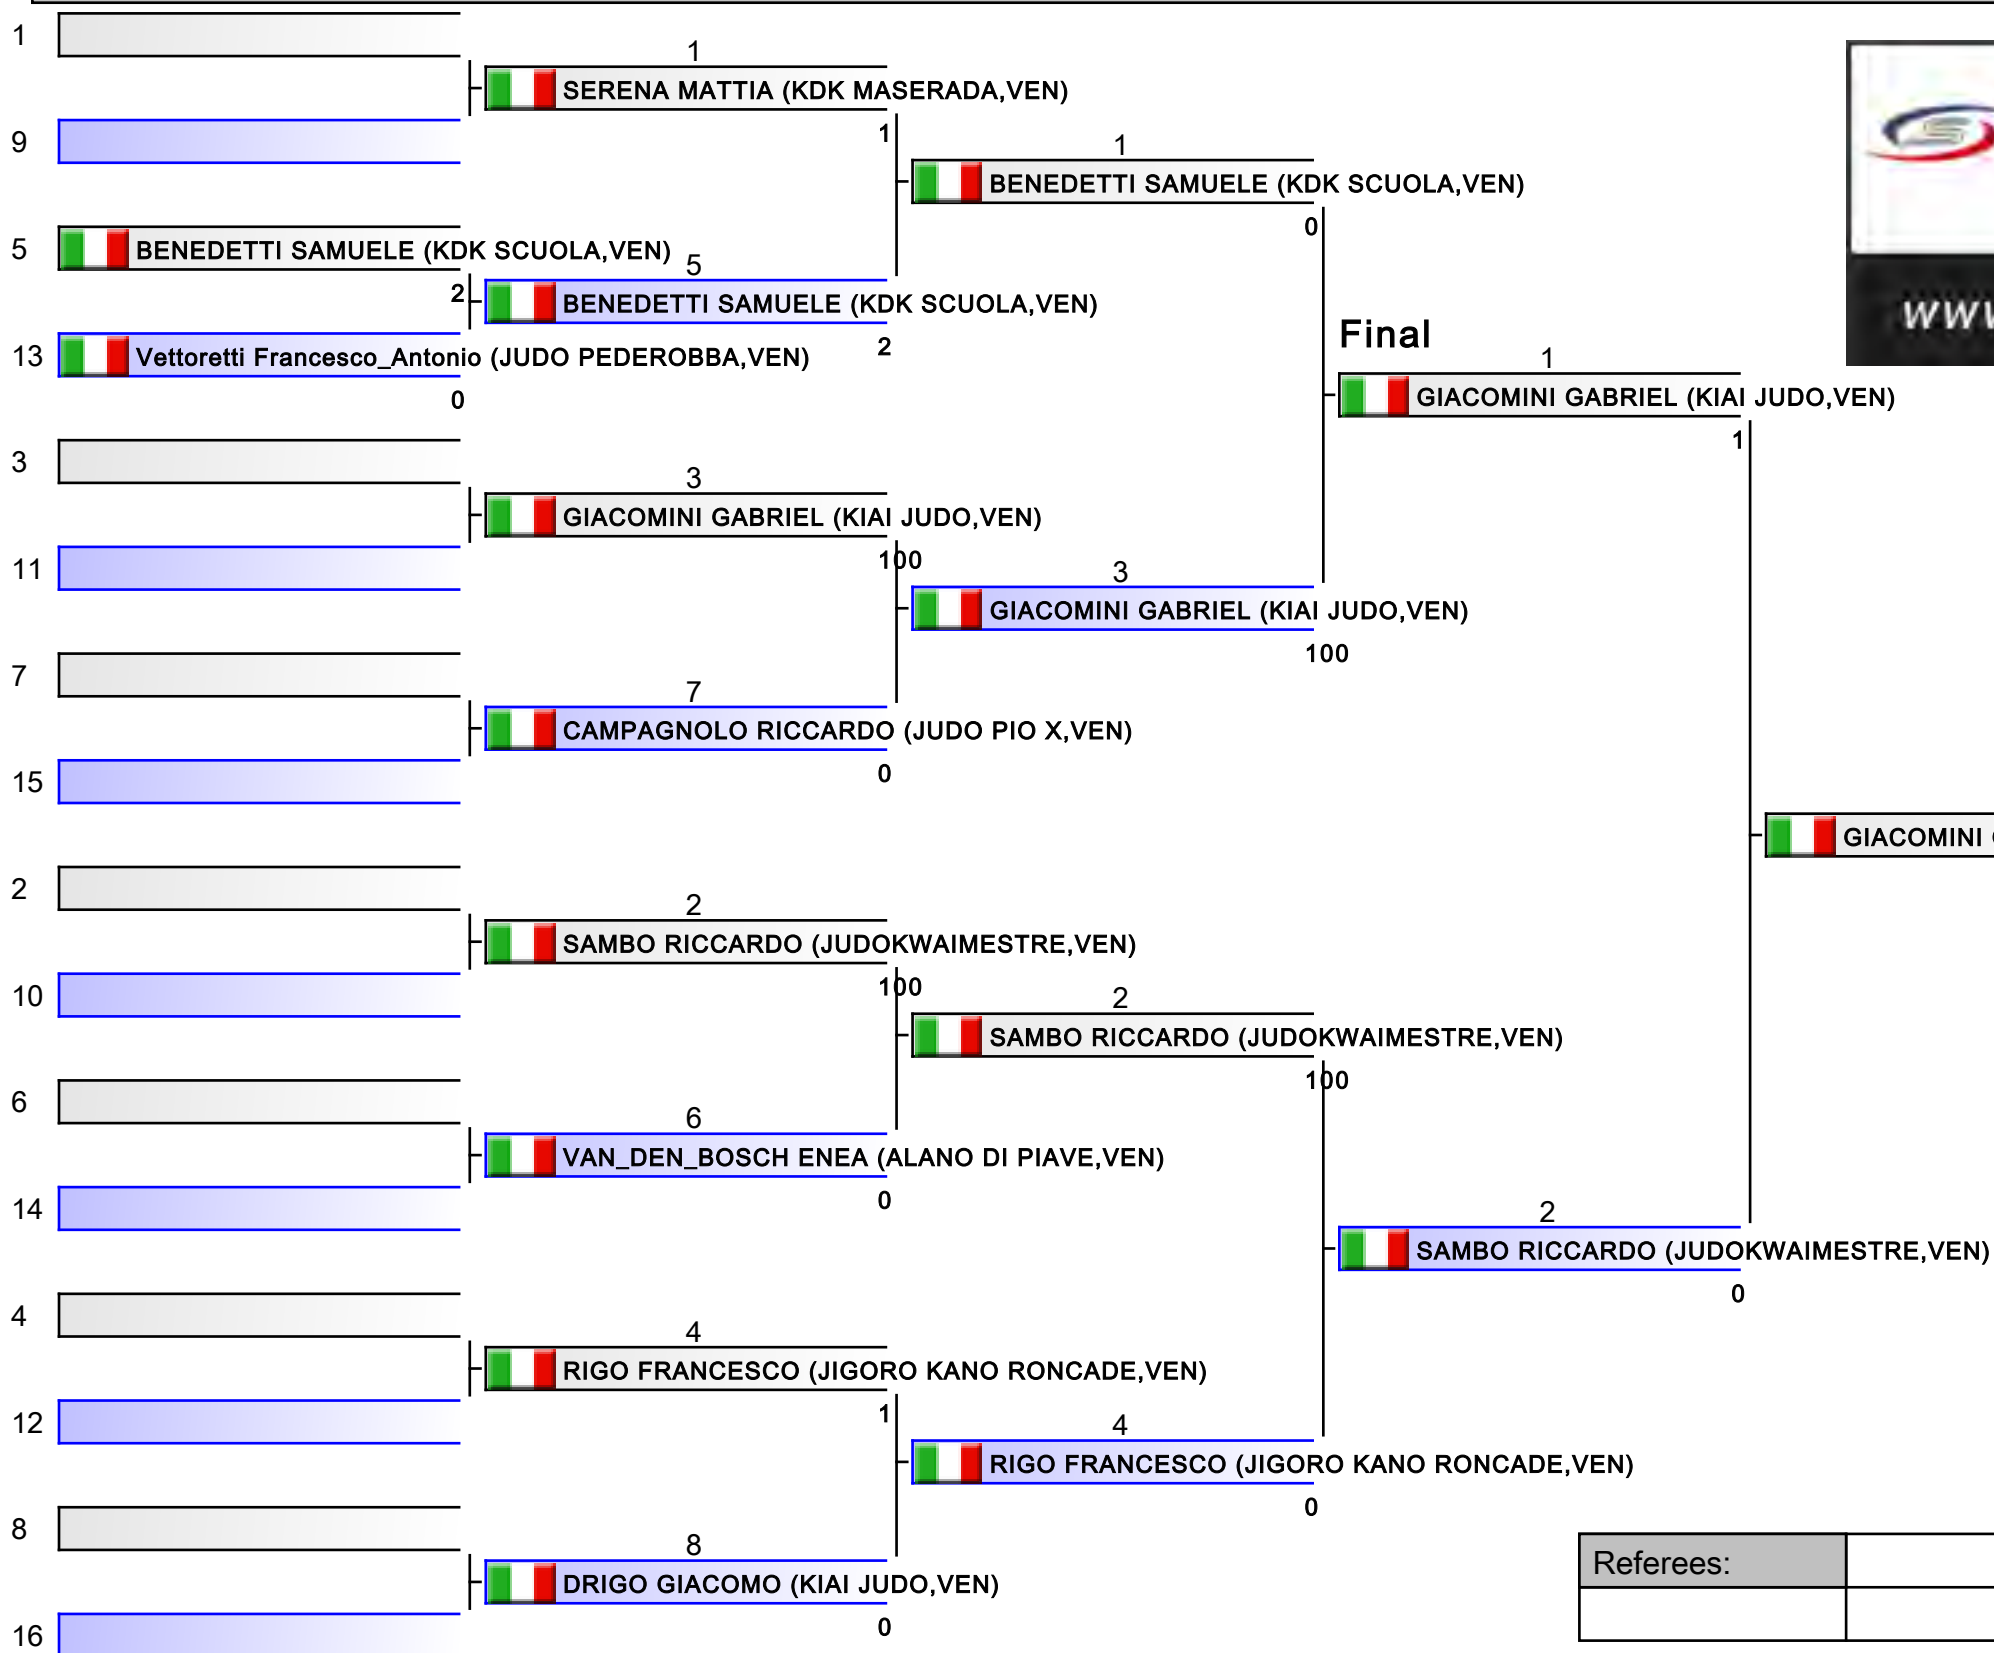 1
1
SERENA MATTIA (KDK MASERADA,VEN)
1
9
1
BENEDETTI SAMUELE (KDK SCUOLA,VEN)
0
5
BENEDETTI SAMUELE (KDK SCUOLA,VEN)
5
2
BENEDETTI SAMUELE (KDK SCUOLA,VEN)
2
13
Vettoretti Francesco_Antonio (JUDO PEDEROBBA,VEN)
0
Final
1
GIACOMINI GABRIEL (KIAI JUDO,VEN)
1
www
3
3
GIACOMINI GABRIEL (KIAI JUDO,VEN)
100
11
3
GIACOMINI GABRIEL (KIAI JUDO,VEN)
100
7
7
CAMPAGNOLO RICCARDO (JUDO PIO X,VEN)
0
15
GIACOMINI
2
2
SAMBO RICCARDO (JUDOKWAIMESTRE,VEN)
100
10
2
SAMBO RICCARDO (JUDOKWAIMESTRE,VEN)
100
6
6
VAN_DEN_BOSCH ENEA (ALANO DI PIAVE,VEN)
0
14
2
SAMBO RICCARDO (JUDOKWAIMESTRE,VEN)
0
4
4
RIGO FRANCESCO (JIGORO KANO RONCADE,VEN)
1
12
4
RIGO FRANCESCO (JIGORO KANO RONCADE,VEN)
0
8
8
DRIGO GIACOMO (KIAI JUDO,VEN)
0
16
Referees: